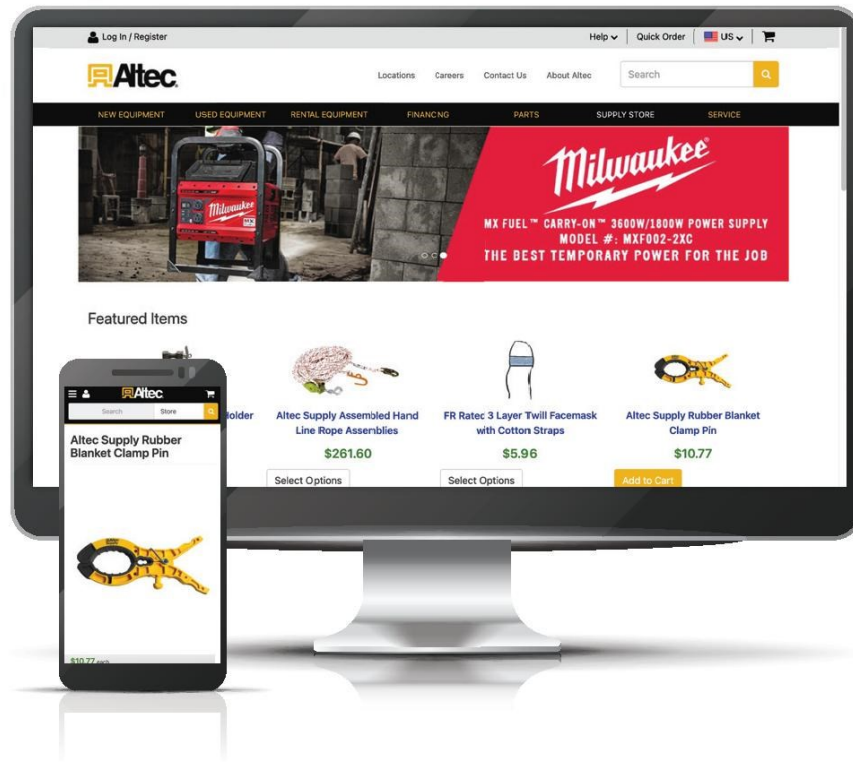 Log In / Register
Help
Quick Order
US
Altec
Locations
Careers
Contact Us
About Altec
Search
NEW EQUIPMENT
USED EQUIPMENT
RENTAL EQUIPMENT
FINANCNG
PARTS
SUPPLY STORE
SERVICE
Milwaukee
Milwaukee
MX FUEL™ CARRY-ON™ 3600W/1800W POWER SUPPLY
MODEL #: MXF002-2XC
THE BEST TEMPORARY POWER FOR THE JOB
Featured Items
Holder
Altec Supply Assembled Hand
Line Rope Assemblies
$261.60
Select Options
FR Ratec 3 Layer Twill Facemask
with Cotton Straps
$5.96
Select Options
Altec Supply Rubber Blanket
Clamp Pin
$10.77
Add to Cart
Altec
Search
Store
Altec Supply Rubber
Blanket Clamp Pin
$10.77 each